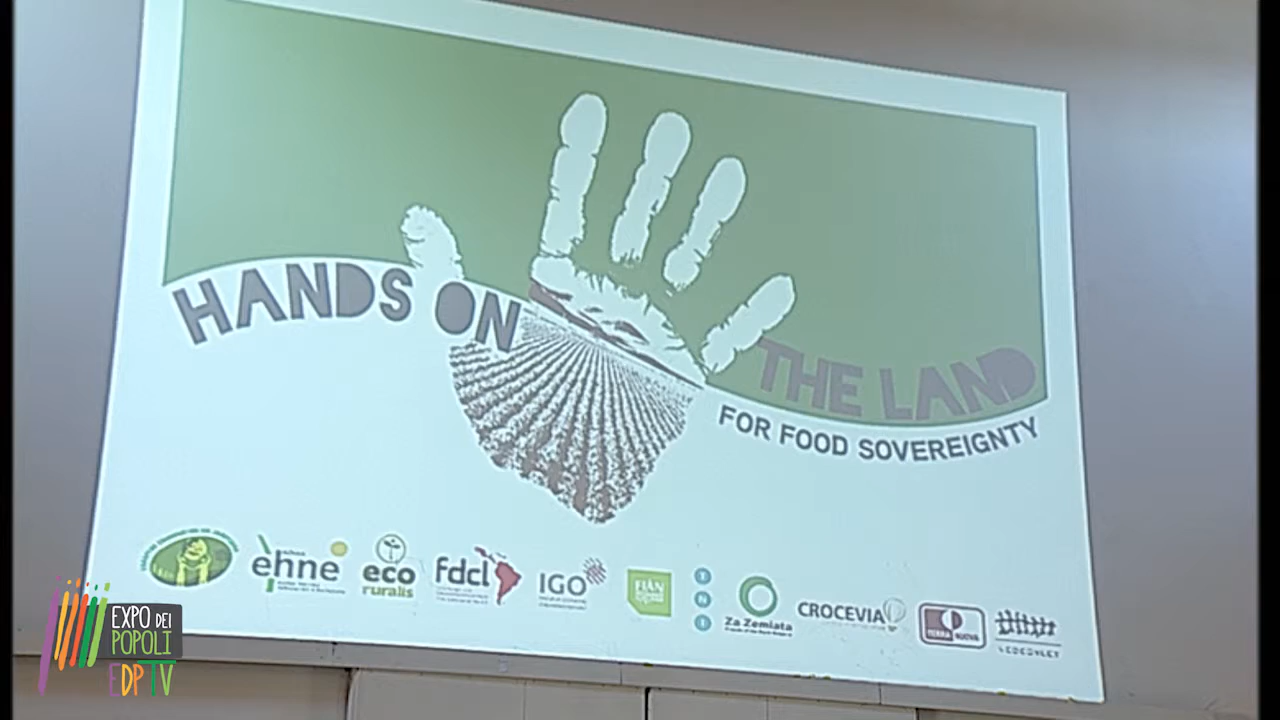 HANDS ON
THE LAND
FOR FOOD SOVEREIGNTY
ehne
eco
ruralis
fdcl
IGO
FIAN
T
N
I
Za Zemiata
CROCEVIA
TERRA
NUOVA
VEDEGYLET
EXPO DEI
POPOLI
EDPTV